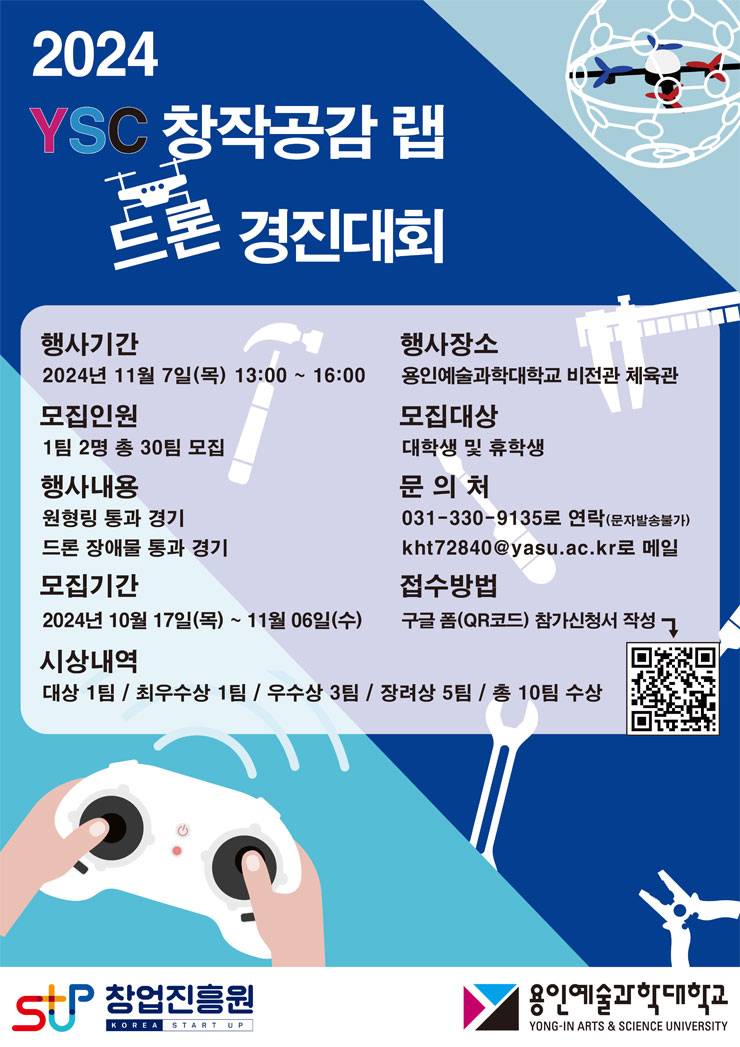 2024
YSC 창작공감 랩
드론 경진대회
행사기간
2024년 11월 7일(목) 13:00 ~ 16:00
행사장소
용인예술과학대학교 비전관 체육관
모집인원
1팀 2명 총 30팀 모집
모집대상
대학생 및 휴학생
행사내용
원형링 통과 경기
드론 장애물 통과 경기
문 의 처
031-330-9135로 연락(문자발송불가)
kht72840@yasu.ac.kr로 메일
모집기간
2024년 10월 17일(목) ~ 11월 06일(수)
접수방법
구글 폼(QR코드) 참가신청서 작성
시상내역
대상 1팀 / 최우수상 1팀 / 우수상 3팀 / 장려상 5팀 / 총 10팀 수상
StUP 창업진흥원
KOREA START UP
용인예술과학대학교
YONG-IN ARTS & SCIENCE UNIVERSITY